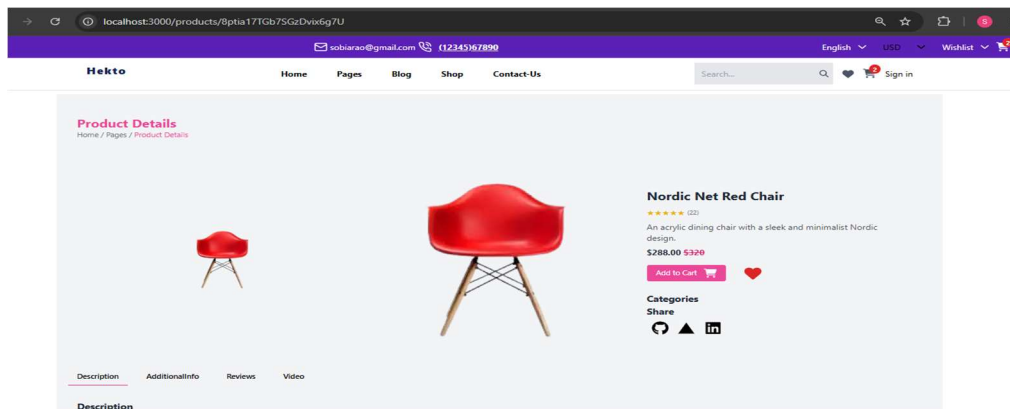 localhost:3000/products/8ptia17TGb7SGzDvix6g7U
S
sobiarao@gmail.com (12345)67890 English USD Wishlist 2
Hekto Home Pages Blog Shop Contact-Us Search... 2 Sign in
Product Details
Home / Pages / Product Details
Nordic Net Red Chair
(22)
An acrylic dining chair with a sleek and minimalist Nordic
design.
$288.00 $320
Add to Cart
Categories
Share
in
Description AdditionalInfo Reviews Video
Description